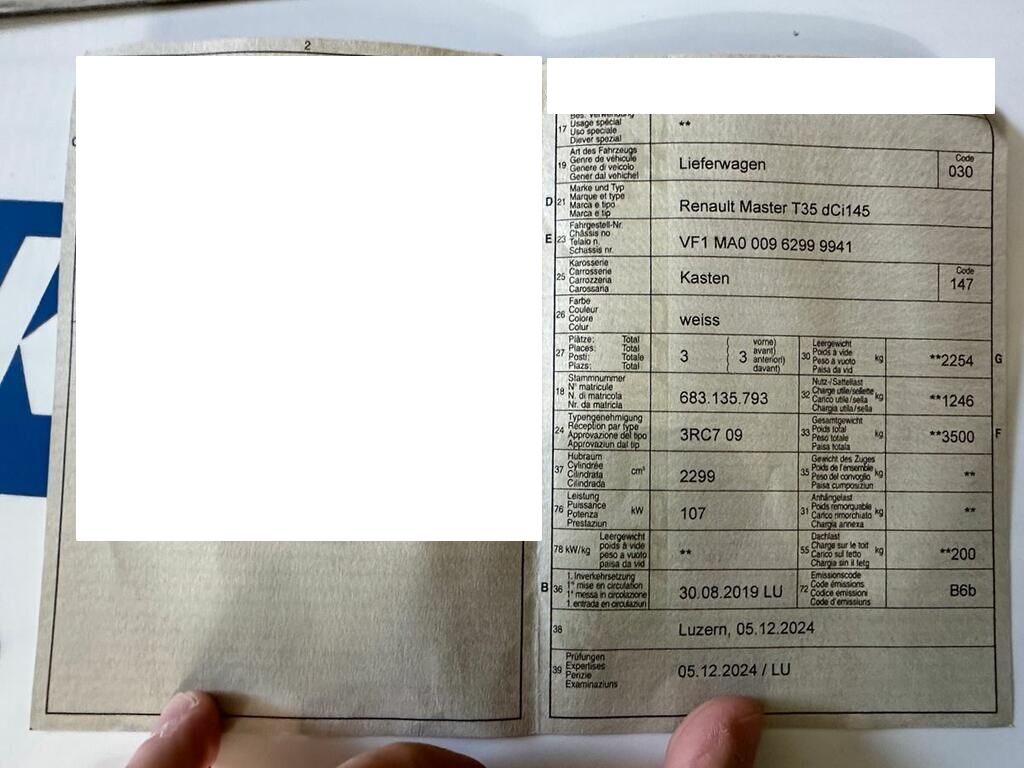 2
Usage spécial
17 Uso speciale
**
Diever spezial
Art des Fahrzeugs
Genre de véhicule
Genere di veicolo
Gener dal vehichel
19
Lieferwagen
Code
030
D 21
Marke und Typ
Marque et type
Marca e tipo
Marca e tip
Renault Master T35 dCi145
E 23
Fahrgestell-Nr.
Châssis no
Telaio n.
Schassis nr.
VF1 MA0 009 6299 9941
25
Karosserie
Carrosserie
Carrozzeria
Carossaria
Kasten
Code
147
26
Farbe
Couleur
Colore
Colur
weiss
27
Plätze: Total
Places: Total
Posti: Totale
Plazs: Total
3
( 3
vorne)
avant)
anteriori)
davant)
30
Leergewicht
Poids à vide
Peso a vuoto
Paisa da vid
kg
**2254
G
18
Stammnummer
N° matricule
N. di matricola
Nr. da matricla
683.135.793
32
Nutz-/Sattellast
Charge utile/sellette
Carico utile/sella
Chargia utila/sella
kg
**1246
24
Typengenehmigung
Réception par type
Approvazione del tipo
Approvaziun dal tip
3RC7 09
33
Gesamtgewicht
Poids total
Peso totale
Paisa totala
kg
**3500
F
37
Hubraum
Cylindrée
Cilindrata
Cilindrada
cm³
2299
35
Gewicht des Zuges
Poids de l'ensemble
Peso del convoglio
Paisa cumposiziun
kg
**
76
Leistung
Puissance
Potenza
Prestaziun
kW
107
31
Anhängelast
Poids remorquable
Carico rimorchiato
Chargia annexa
kg
**
78 kW/kg
Leergewicht
poids à vide
peso a vuoto
paisa da vid
**
55
Dachlast
Charge sur le toit
Carico sul tetto
Chargia sin il tetg
kg
**200
B 36
1. Inverkehrsetzung
1re mise en circulation
1a messa in circolazione
1. entrada en circulaziun
30.08.2019 LU
72
Emissionscode
Code émissions
Codice emissioni
Code d'emissiuns
B6b
38
Luzern, 05.12.2024
39
Prüfungen
Expertises
Perizie
Examinaziuns
05.12.2024 / LU